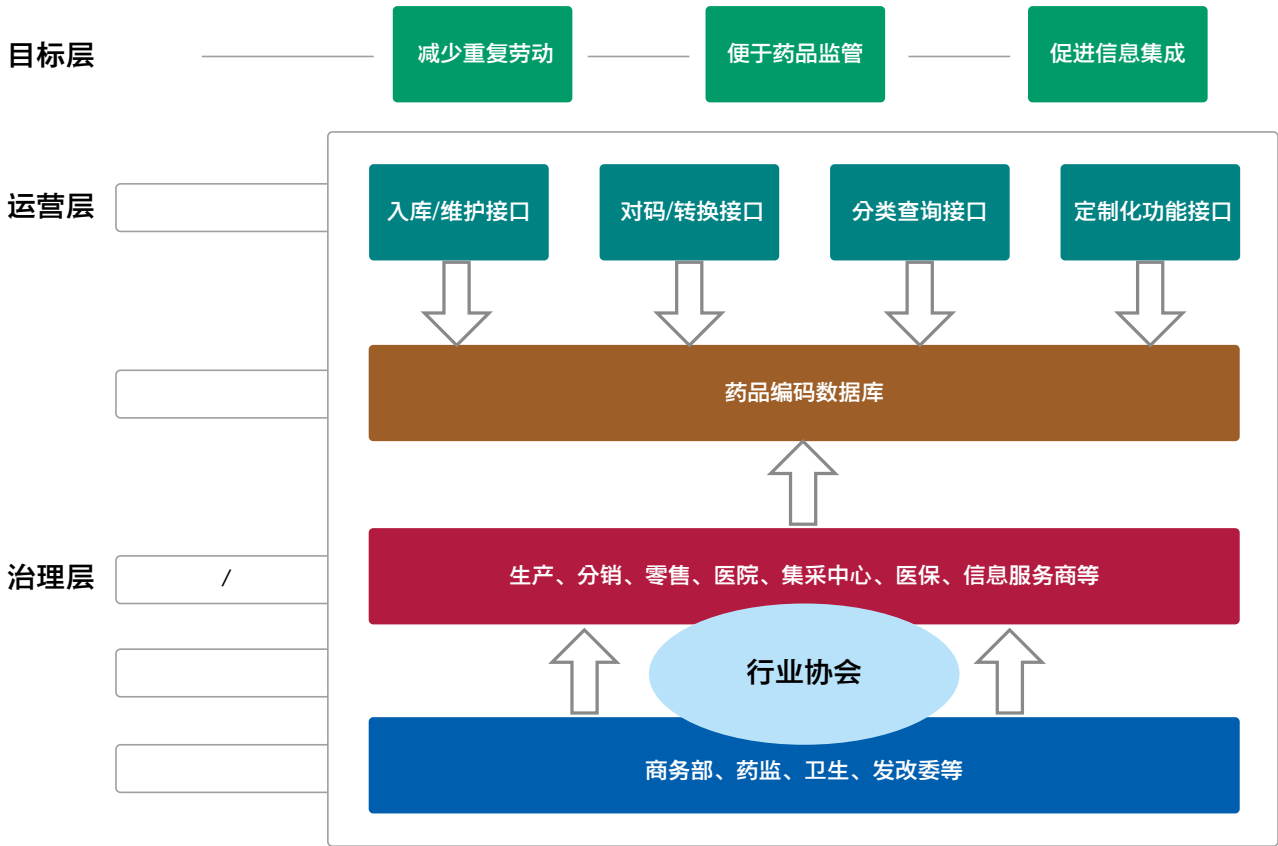 目标层
减少重复劳动
便于药品监管
促进信息集成
运营层
入库/维护接口
对码/转换接口
分类查询接口
定制化功能接口
药品编码数据库
治理层
/
生产、分销、零售、医院、集采中心、医保、信息服务商等
行业协会
商务部、药监、卫生、发改委等